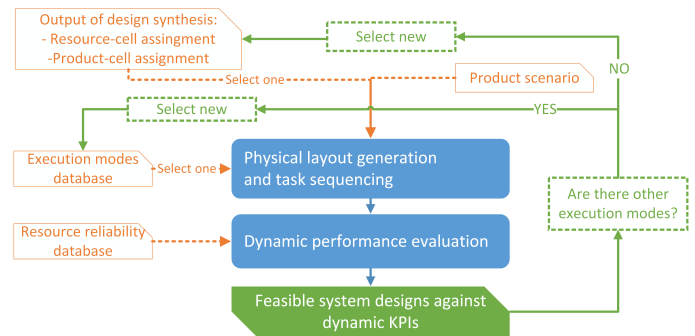 Output of design synthesis:
- Resource-cell assingment
-Product-cell assignment
Select new
NO
Select one
Product scenario
Select new
YES
Execution modes
database
Select one
Physical layout generation
and task sequencing
Are there other
execution modes?
Resource reliability
database
Dynamic performance evaluation
Feasible system designs against
dynamic KPIs